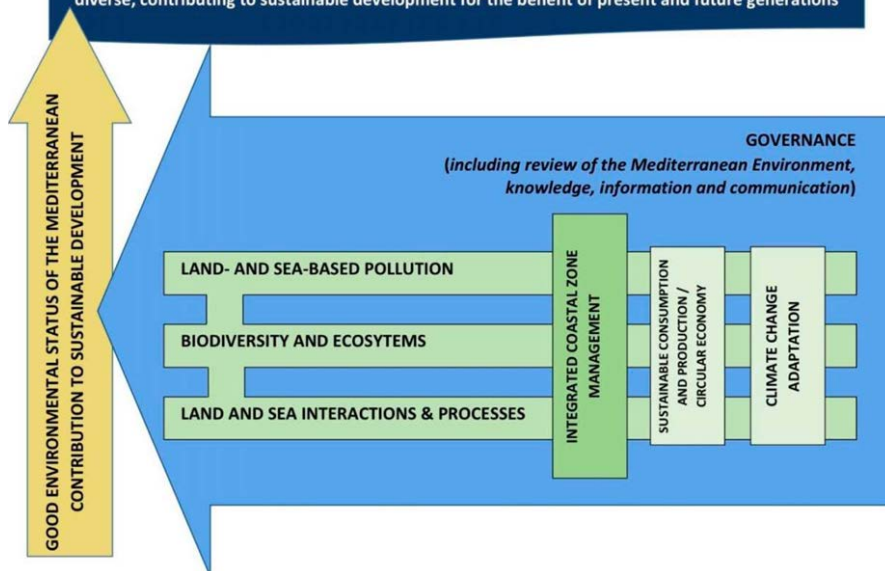 diverse, contributing to sustainable development for the benefit of present and future generations
GOOD ENVIRONMENTAL STATUS OF THE MEDITERRANEAN
CONTRIBUTION TO SUSTAINABLE DEVELOPMENT
GOVERNANCE
(including review of the Mediterranean Environment,
knowledge, information and communication)
LAND- AND SEA-BASED POLLUTION
BIODIVERSITY AND ECOSYTEMS
LAND AND SEA INTERACTIONS & PROCESSES
INTEGRATED COASTAL ZONE
MANAGEMENT
SUSTAINABLE CONSUMPTION
AND PRODUCTION /
CIRCULAR ECONOMY
CLIMATE CHANGE
ADAPTATION